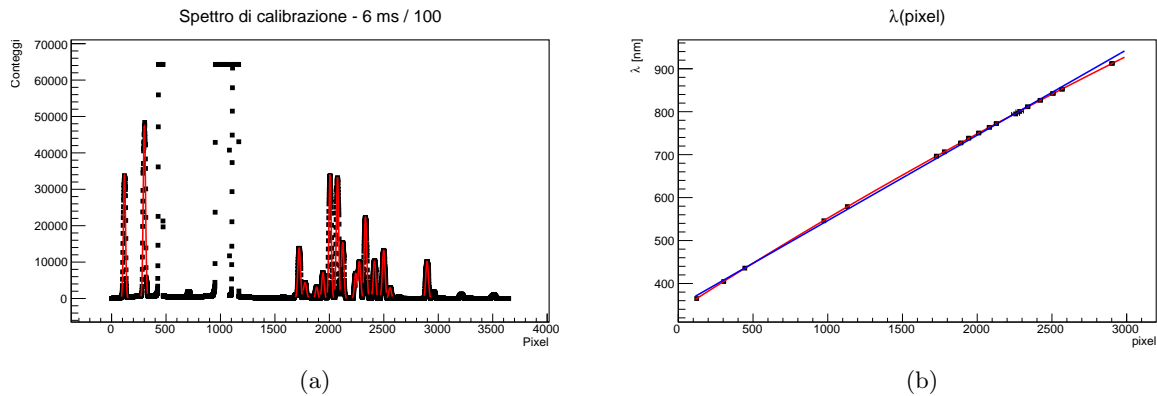 Spettro di calibrazione - 6 ms / 100
Conteggi
70000
60000
50000
40000
30000
20000
10000
0
0 500 1000 1500 2000 2500 3000 3500 4000
Pixel
(a)
λ(pixel)
λ [nm]
900
800
700
600
500
400
0 500 1000 1500 2000 2500 3000
pixel
(b)